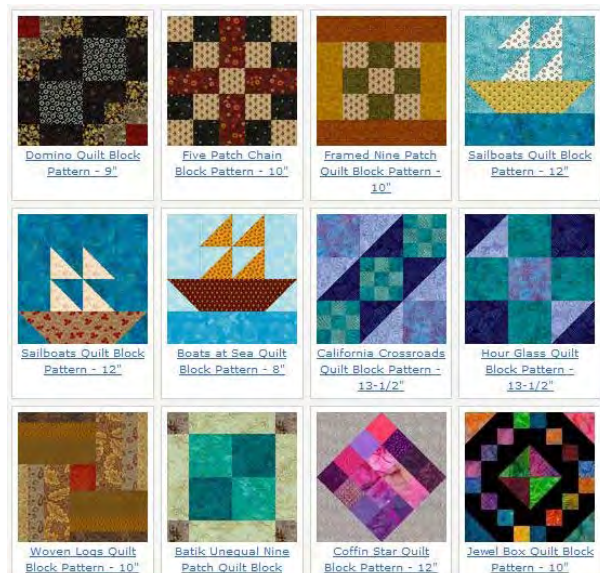 Domino Quilt Block
Pattern - 9"
Five Patch Chain
Block Pattern - 10"
Framed Nine Patch
Quilt Block Pattern -
10"
Sailboats Quilt Block
Pattern - 12"
Sailboats Quilt Block
Pattern - 12"
Boats at Sea Quilt
Block Pattern - 8"
California Crossroads
Quilt Block Pattern -
13-1/2"
Hour Glass Quilt
Block Pattern -
13-1/2"
Woven Logs Quilt
Block Pattern - 10"
Batik Unequal Nine
Patch Quilt Block
Coffin Star Quilt
Block Pattern - 12"
Jewel Box Quilt Block
Pattern - 10"